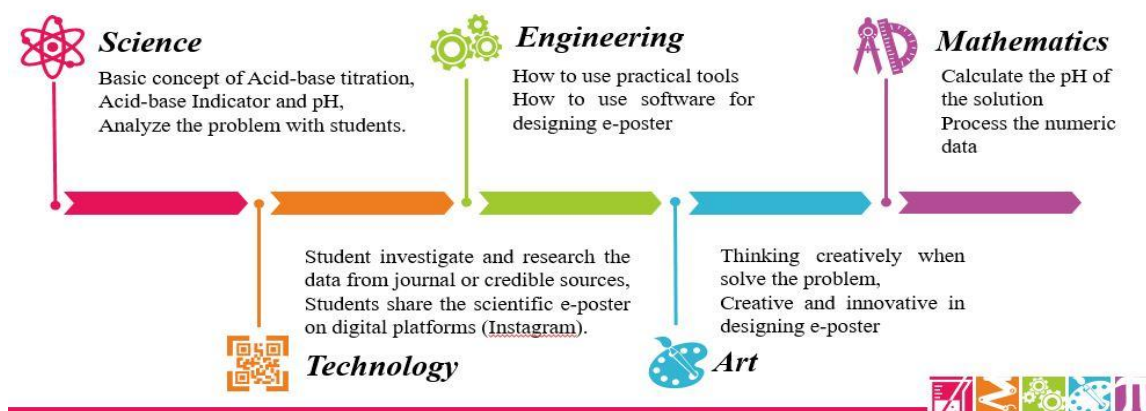 Science
Basic concept of Acid-base titration,
Acid-base Indicator and pH,
Analyze the problem with students.
Technology
Student investigate and research the
data from journal or credible sources,
Students share the scientific e-poster
on digital platforms (Instagram).
Engineering
How to use practical tools
How to use software for
designing e-poster
Art
Thinking creatively when
solve the problem,
Creative and innovative in
designing e-poster
Mathematics
Calculate the pH of
the solution
Process the numeric
data